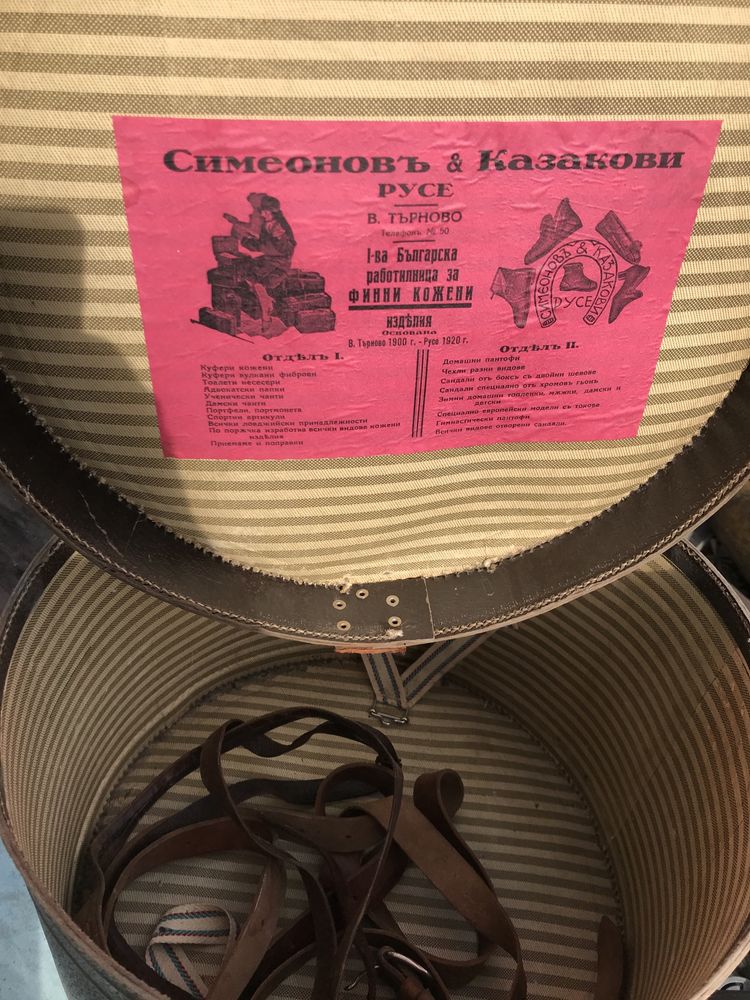 Симеоновъ & Казакови
РУСЕ
В. ТЪРНОВО
Телефонъ № 50
I-ва Българска
работилница за
ФИННИ КОЖЕНИ
ИЗДѢЛИЯ
Основана
В. Търново 1900 г. - Русе 1920 г.
СИМЕОНОВЪ & КАЗАКОВИ
РУСЕ
Отдѣлъ I.
Куфери кожени
Куфери вулкани фиброви
Тоалети несесери
Адвокатски папки
Ученически чанти
Дамски чанти
Портфейли, портмонета
Спортни артикули
Всички ловджийски принадлежности
По поръчка изработва всички видове кожени
издѣлия
Приемаме и поправки
Отдѣлъ II.
Домашни пантофи
Чехли разни видове
Сандали отъ боксъ съ двойни шевове
Сандали специално отъ хромовъ гьонъ
Зимни домашни топленки, мжжки, дамски и
детски
Специално европейски модели съ токове
Гимнастически пантофи
Всички видове отворени сандали.